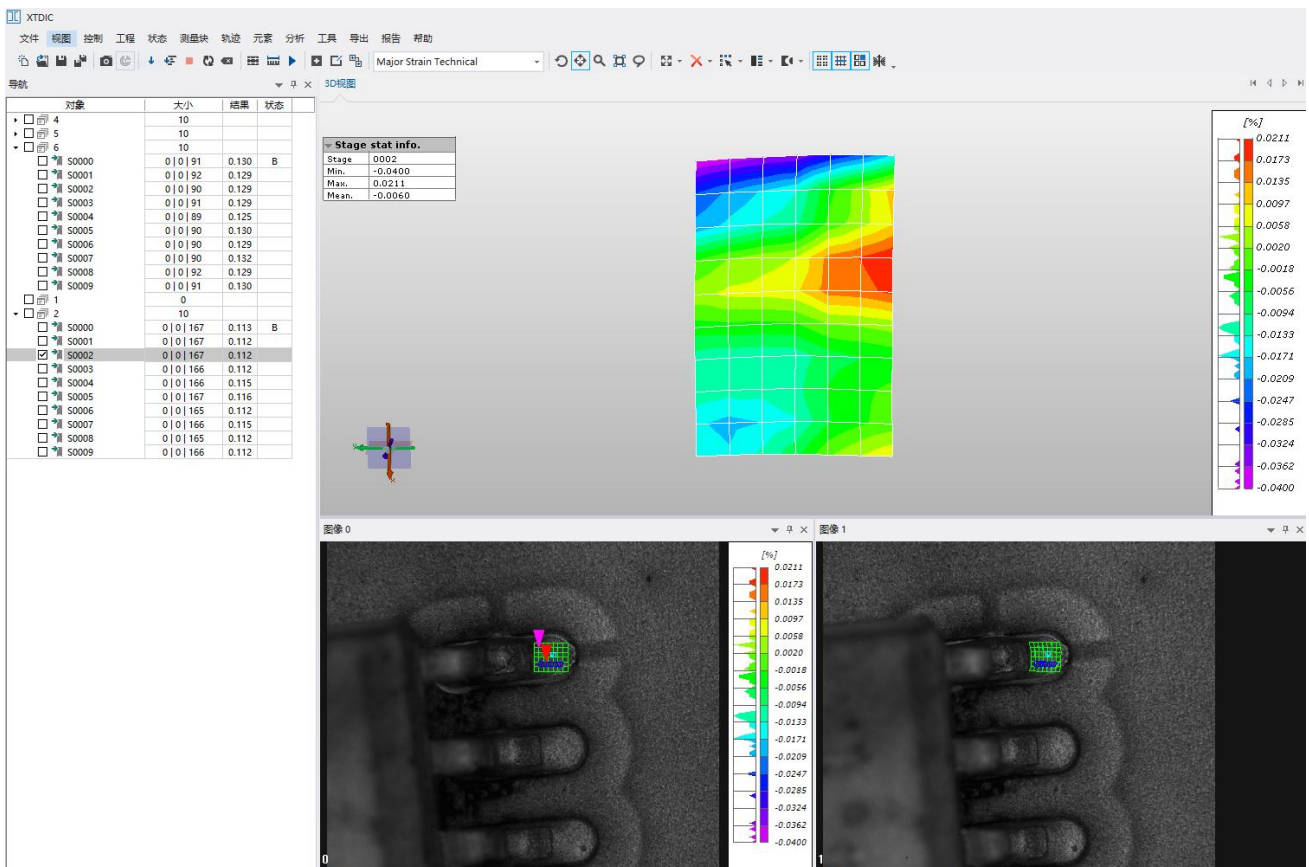 XTDIC
文件 视图 控制 工程 状态 测量块 轨迹 元素 分析 工具 导出 报告 帮助
Major Strain Technical
导航
3D视图
对象 大小 结果 状态
4 10
5 10
6 10
S0000 0|0|91 0.130 B
S0001 0|0|92 0.129
S0002 0|0|90 0.129
S0003 0|0|91 0.129
S0004 0|0|89 0.125
S0005 0|0|90 0.130
S0006 0|0|90 0.129
S0007 0|0|90 0.132
S0008 0|0|92 0.129
S0009 0|0|91 0.130
1 0
2 10
S0000 0|0|167 0.113 B
S0001 0|0|167 0.112
S0002 0|0|167 0.112
S0003 0|0|166 0.112
S0004 0|0|166 0.115
S0005 0|0|167 0.116
S0006 0|0|165 0.112
S0007 0|0|166 0.115
S0008 0|0|165 0.112
S0009 0|0|166 0.112
Stage stat info.
Stage 0002
Min. -0.0400
Max. 0.0211
Mean. -0.0060
[%]
0.0211
0.0173
0.0135
0.0097
0.0058
0.0020
-0.0018
-0.0056
-0.0094
-0.0133
-0.0171
-0.0209
-0.0247
-0.0285
-0.0324
-0.0362
-0.0400
图像 0
[%]
0.0211
0.0173
0.0135
0.0097
0.0058
0.0020
-0.0018
-0.0056
-0.0094
-0.0133
-0.0171
-0.0209
-0.0247
-0.0285
-0.0324
-0.0362
-0.0400
0
图像 1
1